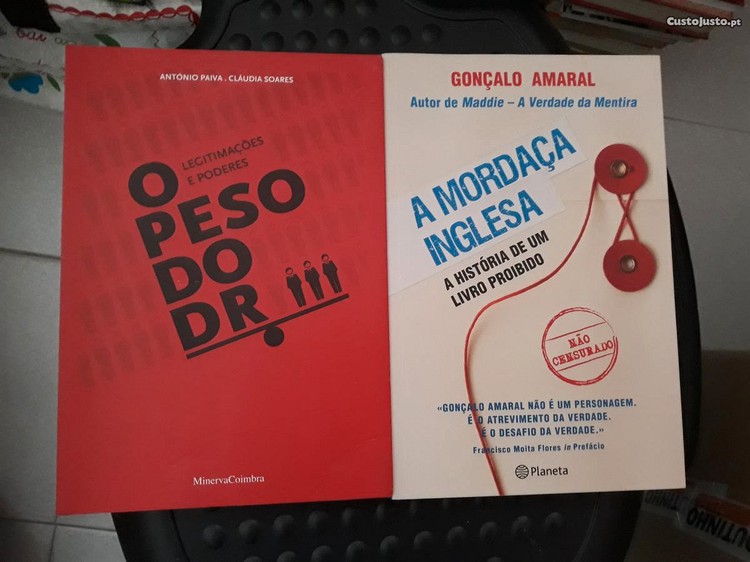 CustoJusto.pt
ANTÓNIO PAIVA . CLÁUDIA SOARES
LEGITIMAÇÕES
E PODERES
O
PESO
DO
DR.
MinervaCoimbra
GONÇALO AMARAL
Autor de Maddie – A Verdade da Mentira
A MORDAÇA
INGLESA
A HISTÓRIA DE UM
LIVRO PROIBIDO
NÃO
CENSURADO
«GONÇALO AMARAL NÃO É UM PERSONAGEM.
É O ATREVIMENTO DA VERDADE.
É O DESAFIO DA VERDADE.»
Francisco Moita Flores in Prefácio
Planeta